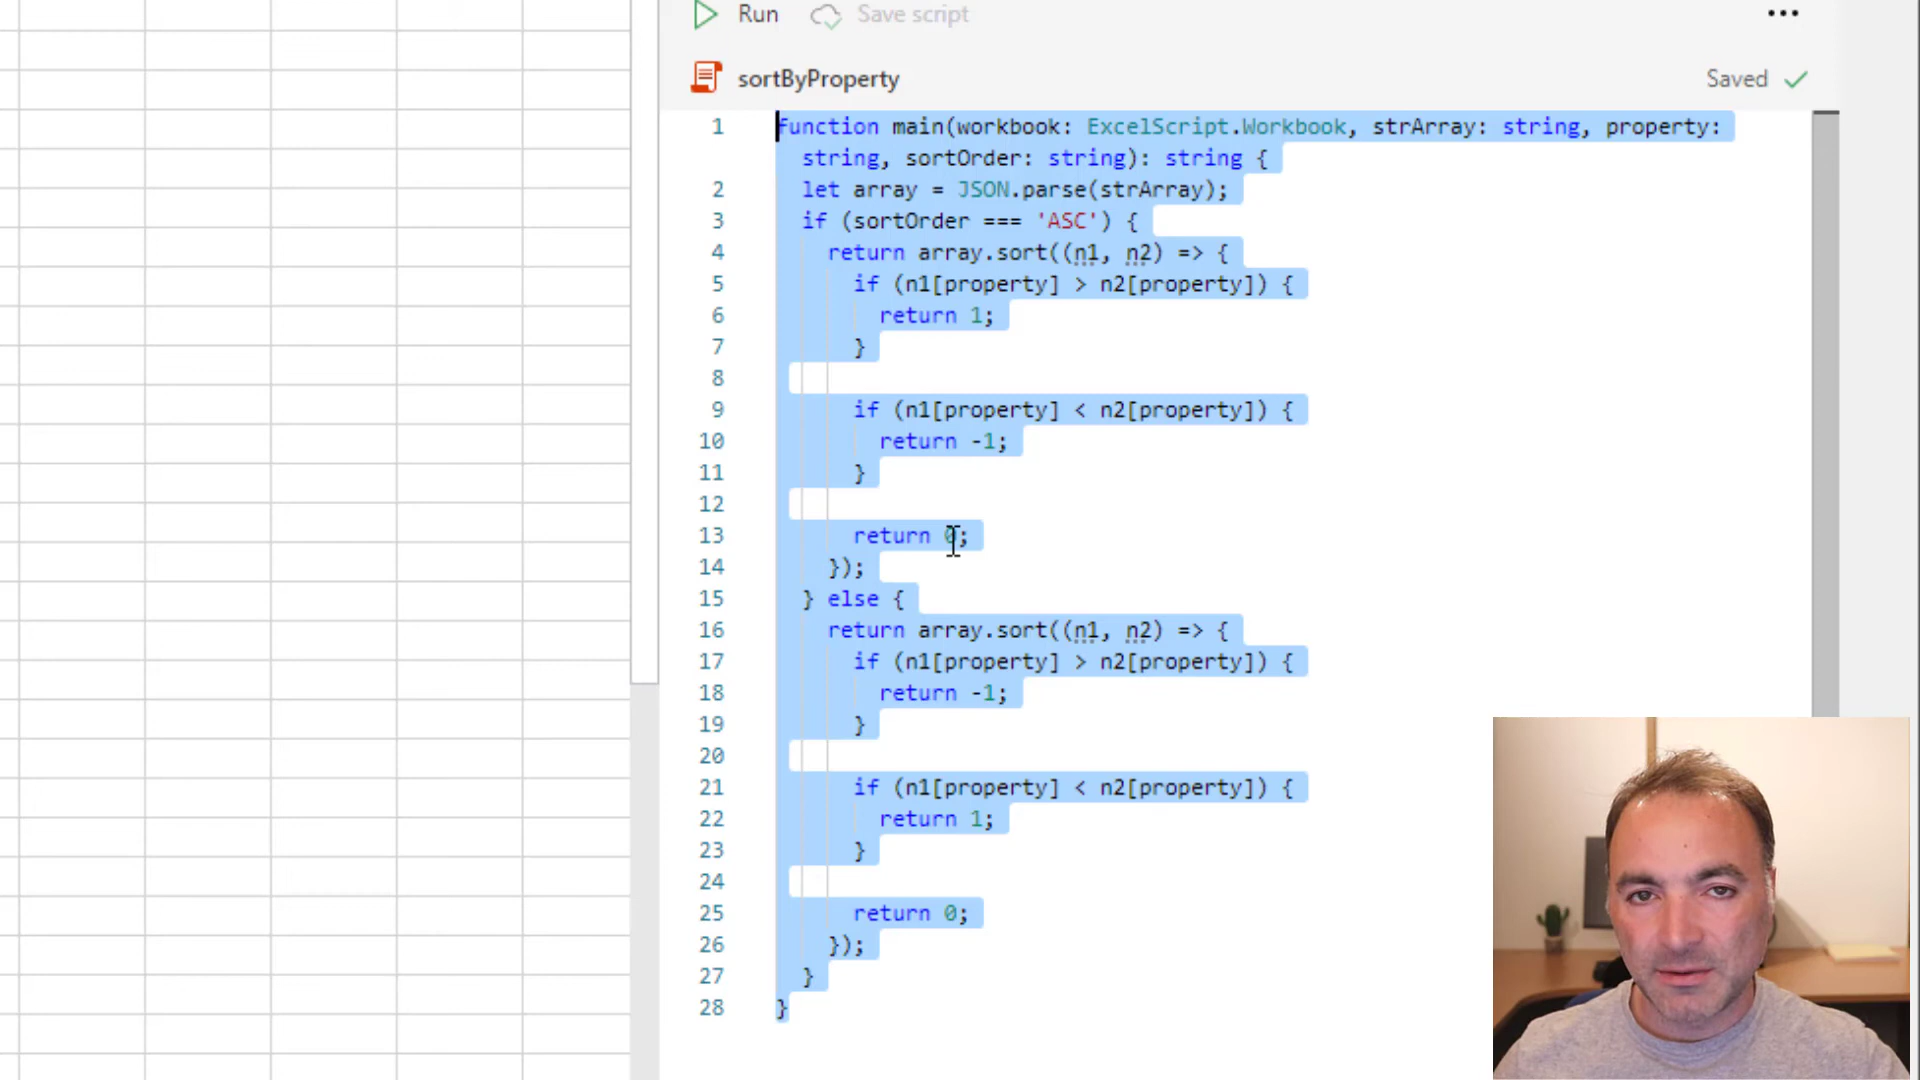 Run Save script
sortByProperty Saved
1 function main(workbook: ExcelScript.Workbook, strArray: string, property:
string, sortOrder: string): string {
2 let array = JSON.parse(strArray);
3 if (sortOrder === 'ASC') {
4 return array.sort((n1, n2) => {
5 if (n1[property] > n2[property]) {
6 return 1;
7 }
8
9 if (n1[property] < n2[property]) {
10 return -1;
11 }
12
13 return 0;
14 });
15 } else {
16 return array.sort((n1, n2) => {
17 if (n1[property] > n2[property]) {
18 return -1;
19 }
20
21 if (n1[property] < n2[property]) {
22 return 1;
23 }
24
25 return 0;
26 });
27 }
28 }